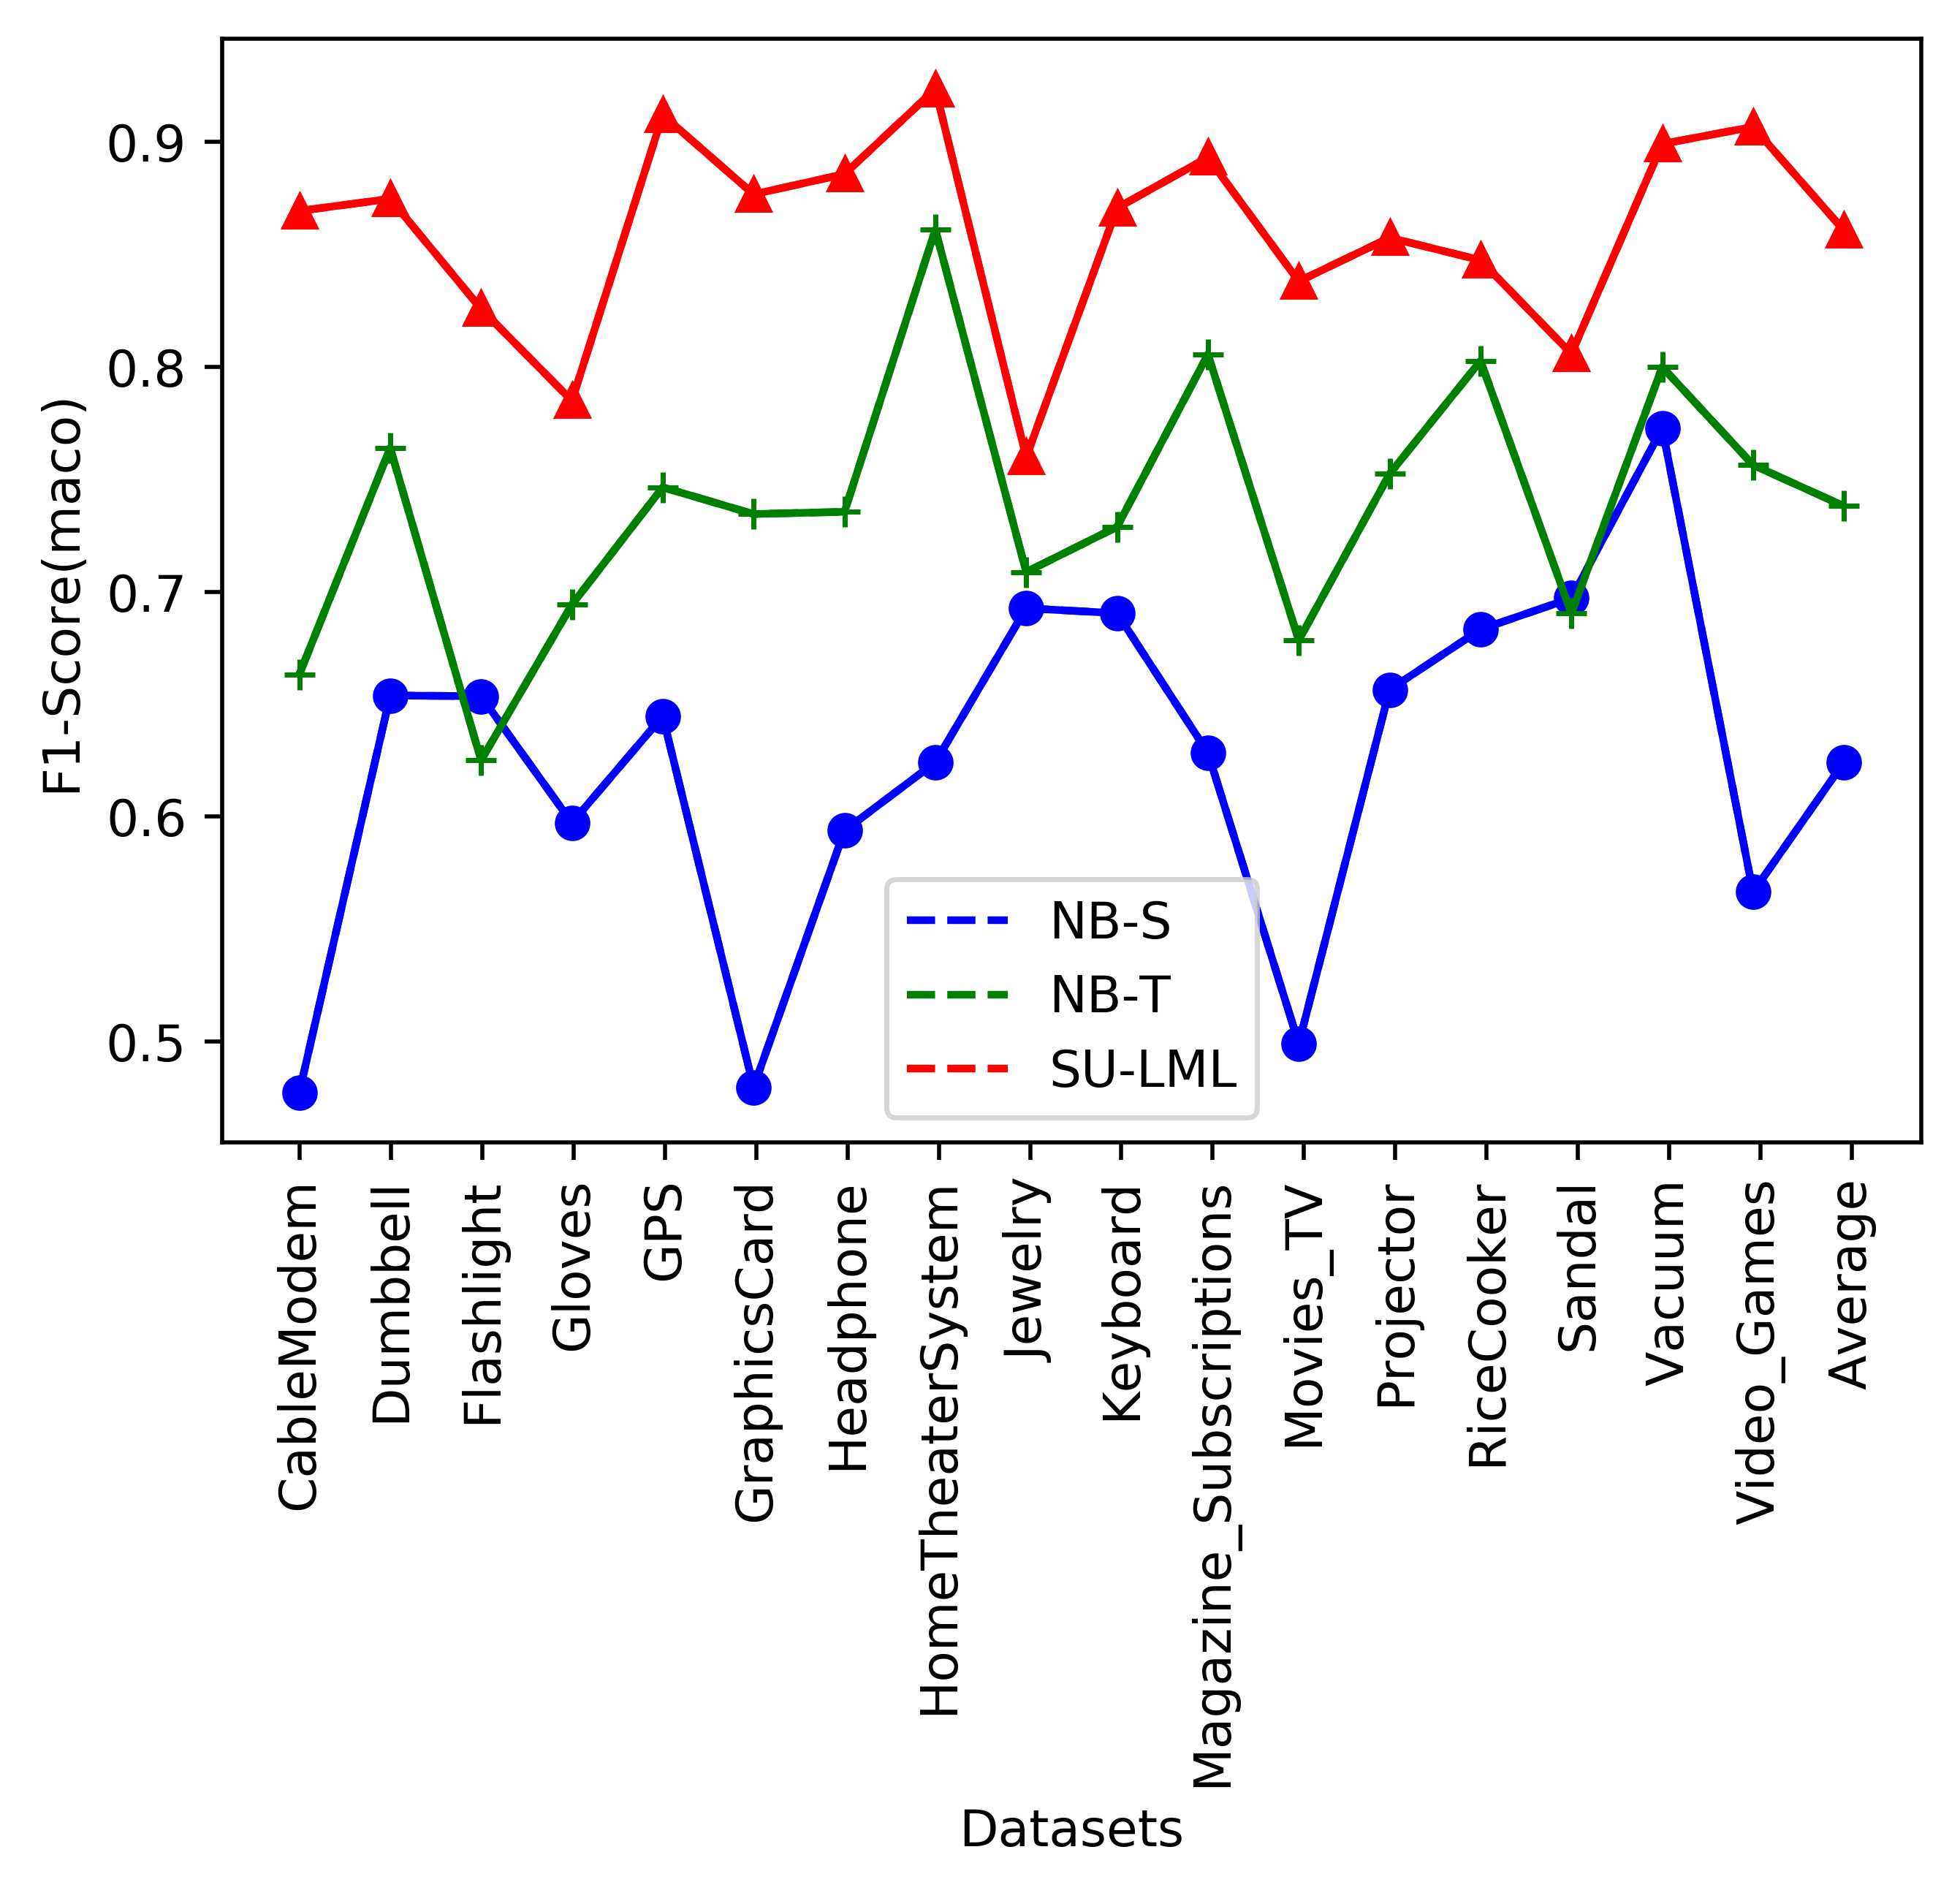 F1-Score(maco)
0.9
0.8
0.7
0.6
0.5
NB-S
NB-T
SU-LML
CableModem
Dumbbell
Flashlight
Gloves
GPS
GraphicsCard
Headphone
HomeTheaterSystem
Jewelry
Keyboard
Magazine_Subscriptions
Movies_TV
Projector
RiceCooker
Sandal
Vacuum
Video_Games
Average
Datasets